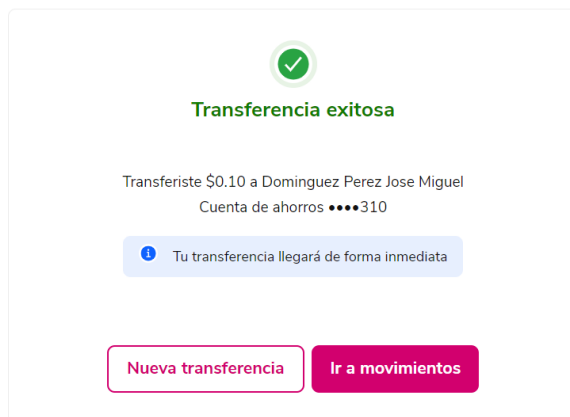 Transferencia exitosa
Transferiste $0.10 a Dominguez Perez Jose Miguel
Cuenta de ahorros ••••310
Tu transferencia llegará de forma inmediata
Nueva transferencia
Ir a movimientos